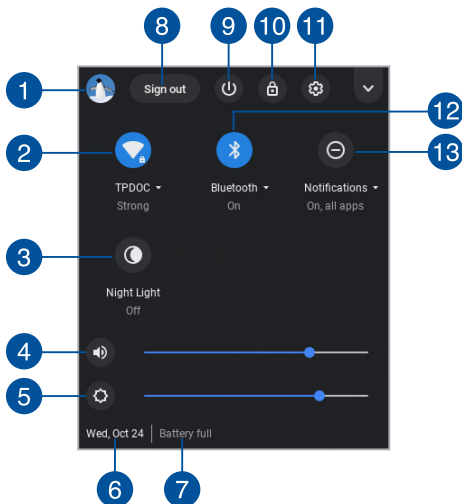 8 9 10 11
1 Sign out
12
2 13
TPDOC Bluetooth Notifications
Strong On On, all apps
3
Night Light
Off
4
5
Wed, Oct 24 Battery full
6 7